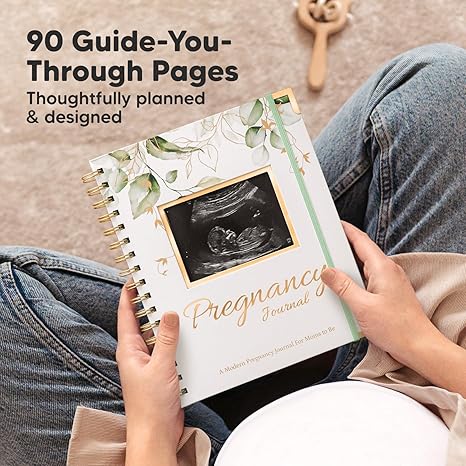 90 Guide-You-
Through Pages
Thoughtfully planned
& designed
Pregnancy
Journal
A Modern Pregnancy Journal For Moms to Be